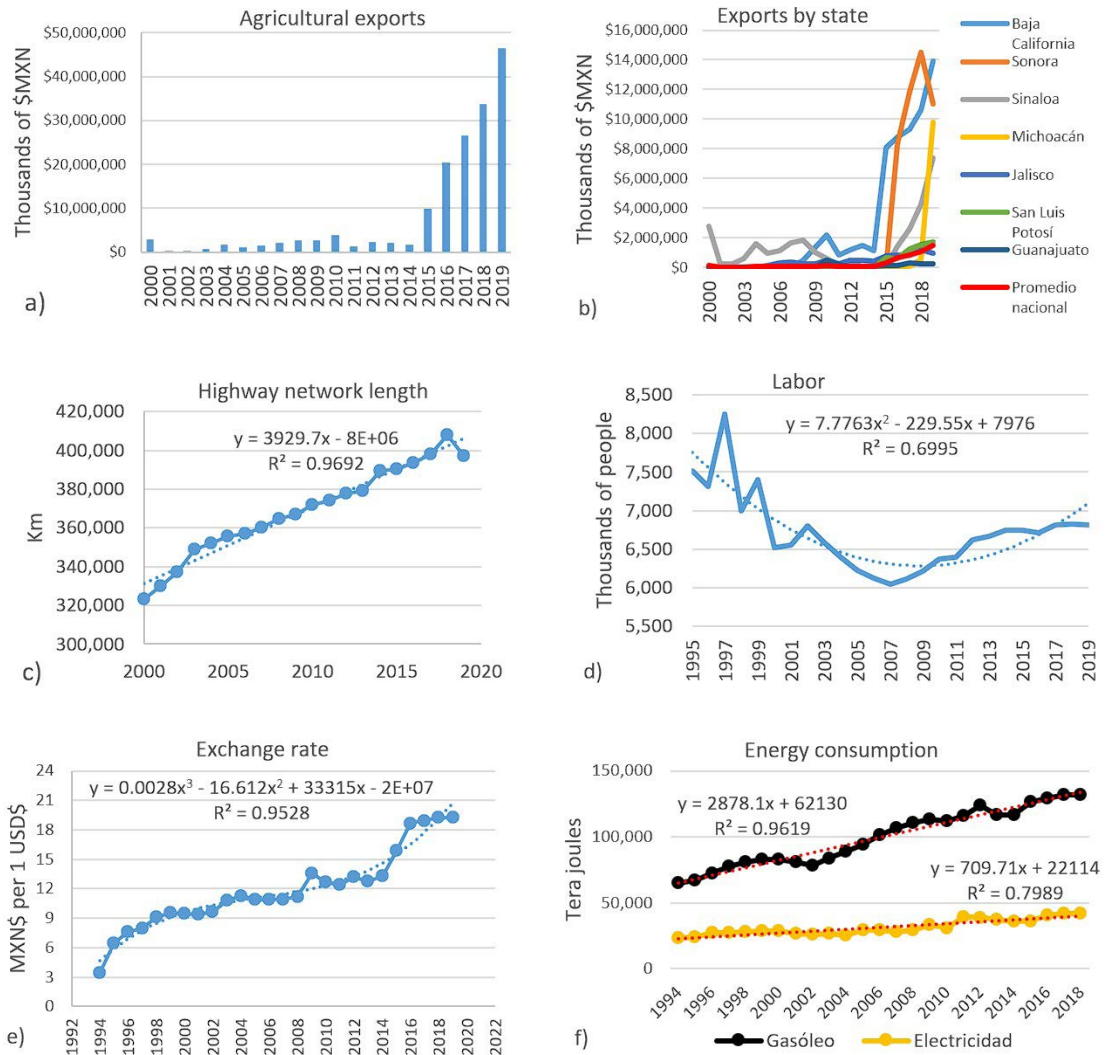 Agricultural exports
Thousands of $MXN
$50,000,000
$40,000,000
$30,000,000
$20,000,000
$10,000,000
$0
2000
2001
2002
2003
2004
2005
2006
2007
2008
2009
2010
2011
2012
2013
2014
2015
2016
2017
2018
2019
a)
Exports by state
Thousands of $MXN
$16,000,000
$14,000,000
$12,000,000
$10,000,000
$8,000,000
$6,000,000
$4,000,000
$2,000,000
$0
2000
2003
2006
2009
2012
2015
2018
Baja
California
Sonora
Sinaloa
Michoacán
Jalisco
San Luis
Potosí
Guanajuato
Promedio
nacional
b)
Highway network length
Km
420,000
400,000
380,000
360,000
340,000
320,000
300,000
y = 3929.7x - 8E+06
R² = 0.9692
2000
2005
2010
2015
2020
c)
Labor
Thousands of people
8,500
8,000
7,500
7,000
6,500
6,000
5,500
y = 7.7763x² - 229.55x + 7976
R² = 0.6995
1995
1997
1999
2001
2003
2005
2007
2009
2011
2013
2015
2017
2019
d)
Exchange rate
MXN$ per 1 USD$
24
21
18
15
12
9
6
3
0
y = 0.0028x³ - 16.612x² + 33315x - 2E+07
R² = 0.9528
1992
1994
1996
1998
2000
2002
2004
2006
2008
2010
2012
2014
2016
2018
2020
2022
e)
Energy consumption
Tera joules
150,000
100,000
50,000
0
y = 2878.1x + 62130
R² = 0.9619
y = 709.71x + 22114
R² = 0.7989
1994
1996
1998
2000
2002
2004
2006
2008
2010
2012
2014
2016
2018
f)
Gasóleo
Electricidad